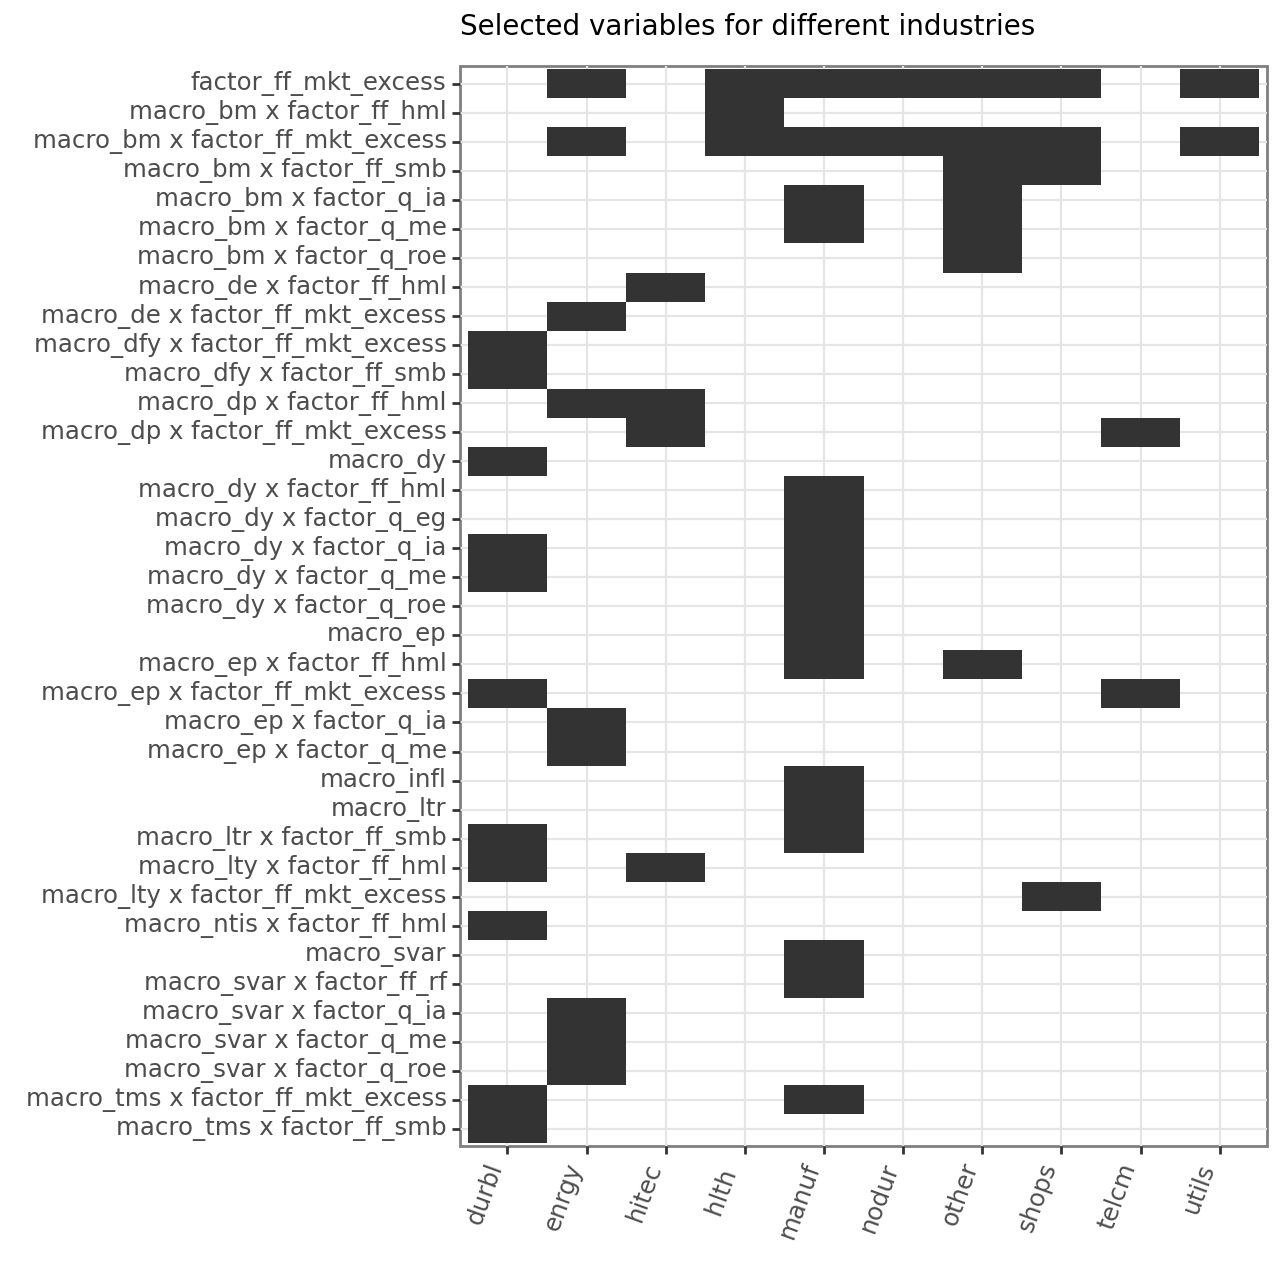 Selected variables for different industries
factor_ff_mkt_excess
macro_bm x factor_ff_hml
macro_bm x factor_ff_mkt_excess
macro_bm x factor_ff_smb
macro_bm x factor_q_ia
macro_bm x factor_q_me
macro_bm x factor_q_roe
macro_de x factor_ff_hml
macro_de x factor_ff_mkt_excess
macro_dfy x factor_ff_mkt_excess
macro_dfy x factor_ff_smb
macro_dp x factor_ff_hml
macro_dp x factor_ff_mkt_excess
macro_dy
macro_dy x factor_ff_hml
macro_dy x factor_q_eg
macro_dy x factor_q_ia
macro_dy x factor_q_me
macro_dy x factor_q_roe
macro_ep
macro_ep x factor_ff_hml
macro_ep x factor_ff_mkt_excess
macro_ep x factor_q_ia
macro_ep x factor_q_me
macro_infl
macro_ltr
macro_ltr x factor_ff_smb
macro_lty x factor_ff_hml
macro_lty x factor_ff_mkt_excess
macro_ntis x factor_ff_hml
macro_svar
macro_svar x factor_ff_rf
macro_svar x factor_q_ia
macro_svar x factor_q_me
macro_svar x factor_q_roe
macro_tms x factor_ff_mkt_excess
macro_tms x factor_ff_smb
durbl
enrgy
hitec
hlth
manuf
nodur
other
shops
telcm
utils